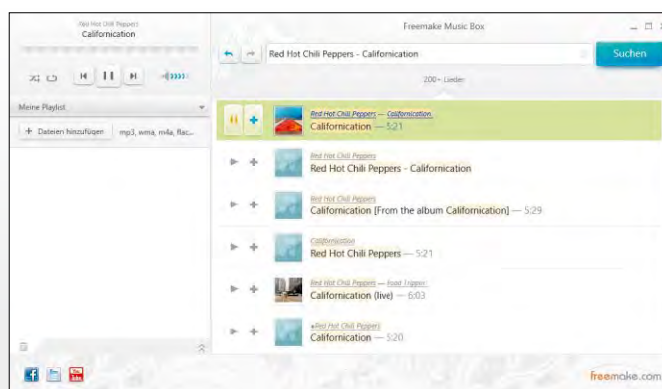 Red Hot Chili Peppers
Californication
Meine Playlist
+ Dateien hinzufügen mp3, wma, m4a, flac...
Freemake Music Box
Red Hot Chili Peppers - Californication
Suchen
200+ Lieder
Red Hot Chili Peppers — Californication
Californication — 5:21
Red Hot Chili Peppers
Red Hot Chili Peppers - Californication
Red Hot Chili Peppers
Californication [From the album Californication] — 5:29
Californication
Red Hot Chili Peppers — 5:21
Red Hot Chili Peppers — Food Tripper
Californication (live) — 6:03
★Red Hot Chili Peppers
Californication — 5:20
You Tube
freemake.com